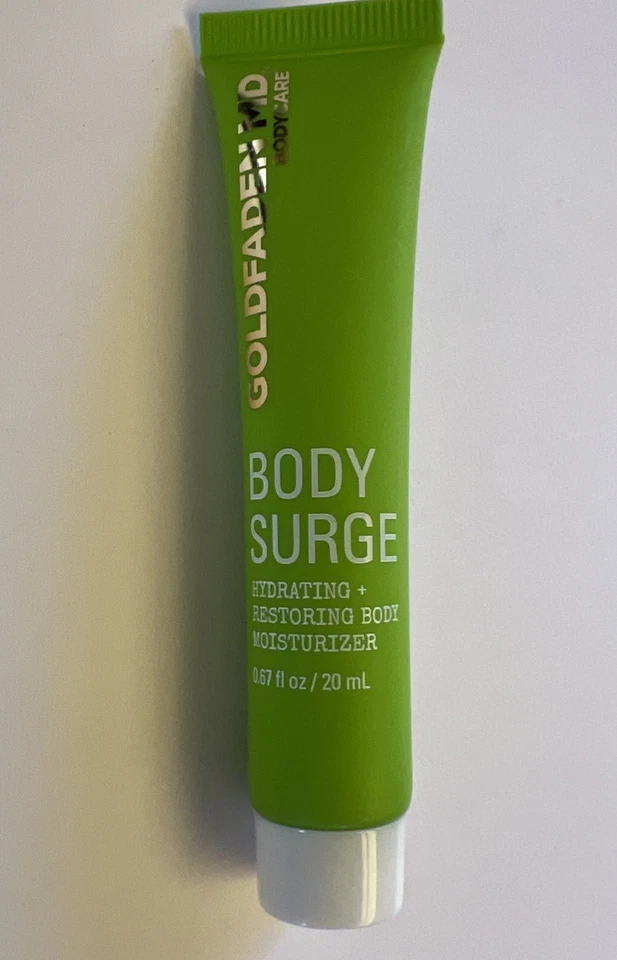 GOLDFADEN MD
BODYCARE
BODY
SURGE
HYDRATING +
RESTORING BODY
MOISTURIZER
0.67 fl oz / 20 mL